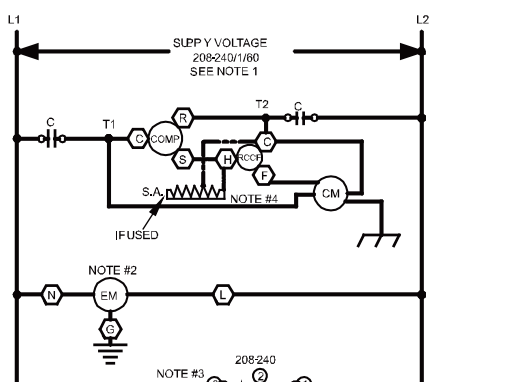 L1
L2
SUPPLY VOLTAGE
208-240/1/60
SEE NOTE 1
C
T1
T2
C
C
COMP
R
S
H
RCCF
C
F
S.A.
NOTE #4
CM
IF USED
NOTE #2
N
EM
L
G
208-240
NOTE #3
2